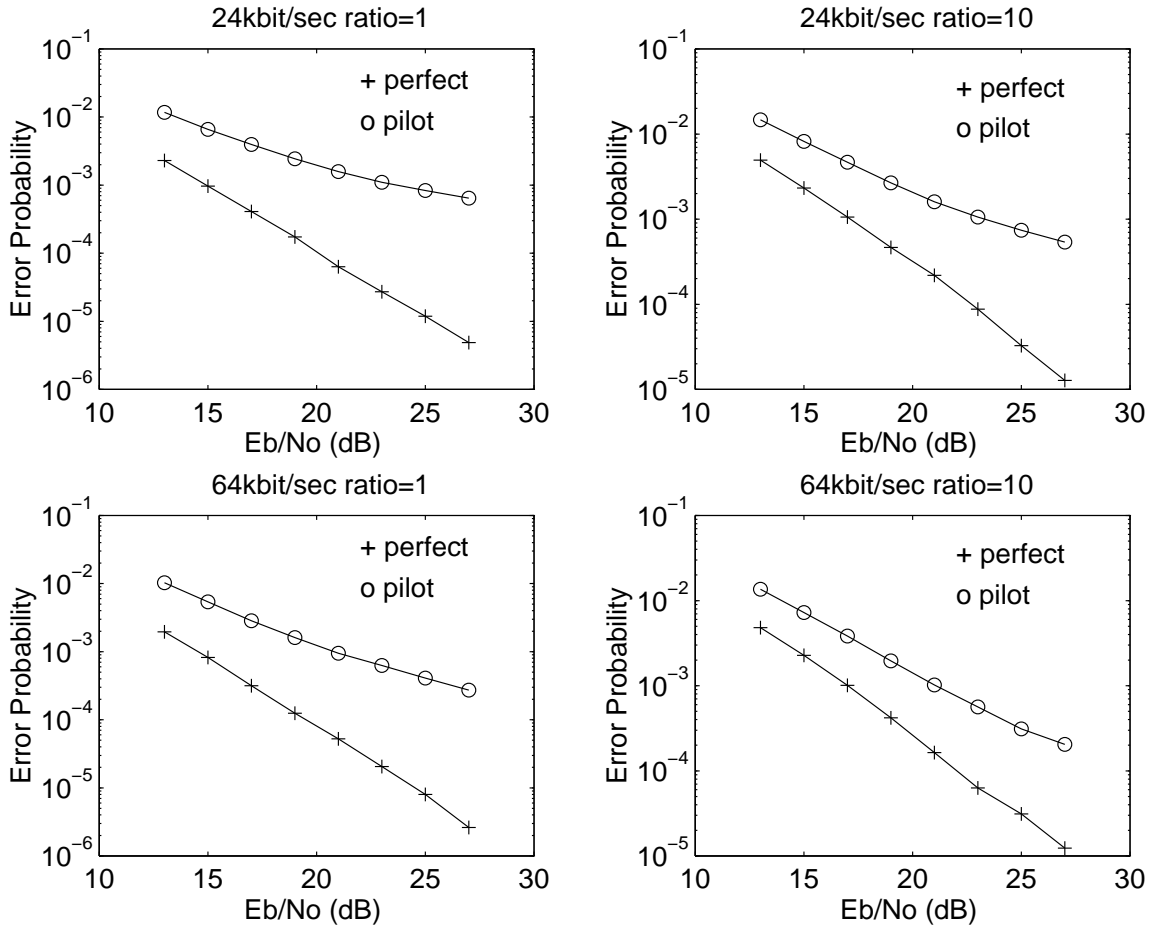 24kbit/sec ratio=1
10^-1
10^-2
10^-3
10^-4
10^-5
10^-6
Error Probability
+ perfect
o pilot
10 15 20 25 30
Eb/No (dB)
24kbit/sec ratio=10
10^-1
10^-2
10^-3
10^-4
10^-5
Error Probability
+ perfect
o pilot
10 15 20 25 30
Eb/No (dB)
64kbit/sec ratio=1
10^-1
10^-2
10^-3
10^-4
10^-5
10^-6
Error Probability
+ perfect
o pilot
10 15 20 25 30
Eb/No (dB)
64kbit/sec ratio=10
10^-1
10^-2
10^-3
10^-4
10^-5
Error Probability
+ perfect
o pilot
10 15 20 25 30
Eb/No (dB)